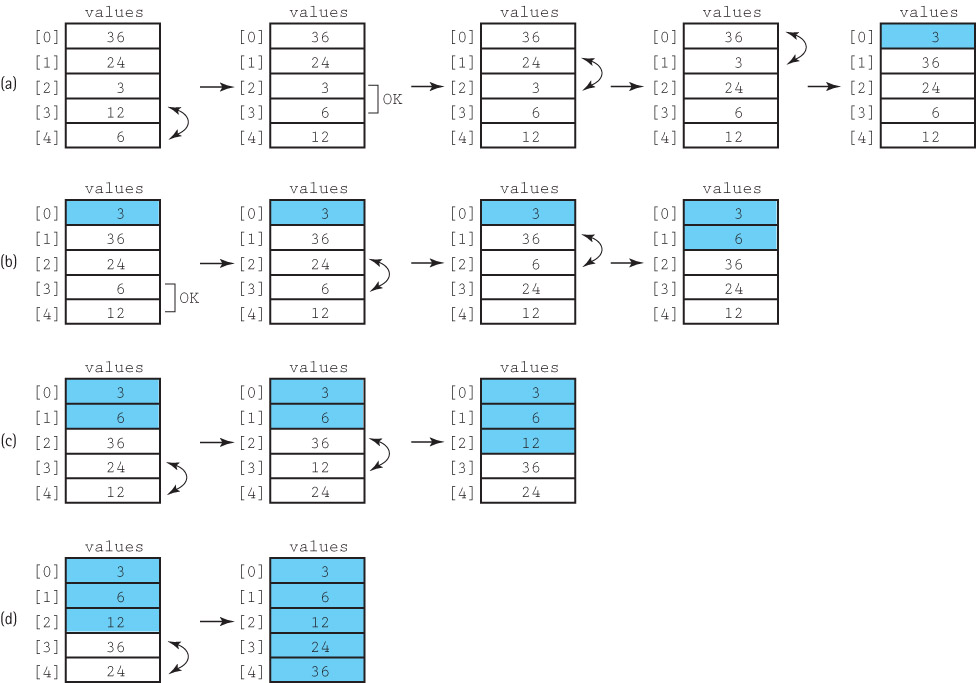 values values values values values
[0] 36 [0] 36 [0] 36 [0] 36 [0] 3
[1] 24 [1] 24 [1] 24 [1] 3 [1] 36
(a) [2] 3 [2] 3 OK [2] 3 [2] 24 [2] 24
[3] 12 [3] 6 [3] 6 [3] 6 [3] 6
[4] 6 [4] 12 [4] 12 [4] 12 [4] 12
values values values values
[0] 3 [0] 3 [0] 3 [0] 3
[1] 36 [1] 36 [1] 36 [1] 6
(b) [2] 24 [2] 24 [2] 6 [2] 36
[3] 6 OK [3] 6 [3] 24 [3] 24
[4] 12 [4] 12 [4] 12 [4] 12
values values values
[0] 3 [0] 3 [0] 3
[1] 6 [1] 6 [1] 6
(c) [2] 36 [2] 36 [2] 12
[3] 24 [3] 12 [3] 36
[4] 12 [4] 24 [4] 24
values values
[0] 3 [0] 3
[1] 6 [1] 6
(d) [2] 12 [2] 12
[3] 36 [3] 24
[4] 24 [4] 36